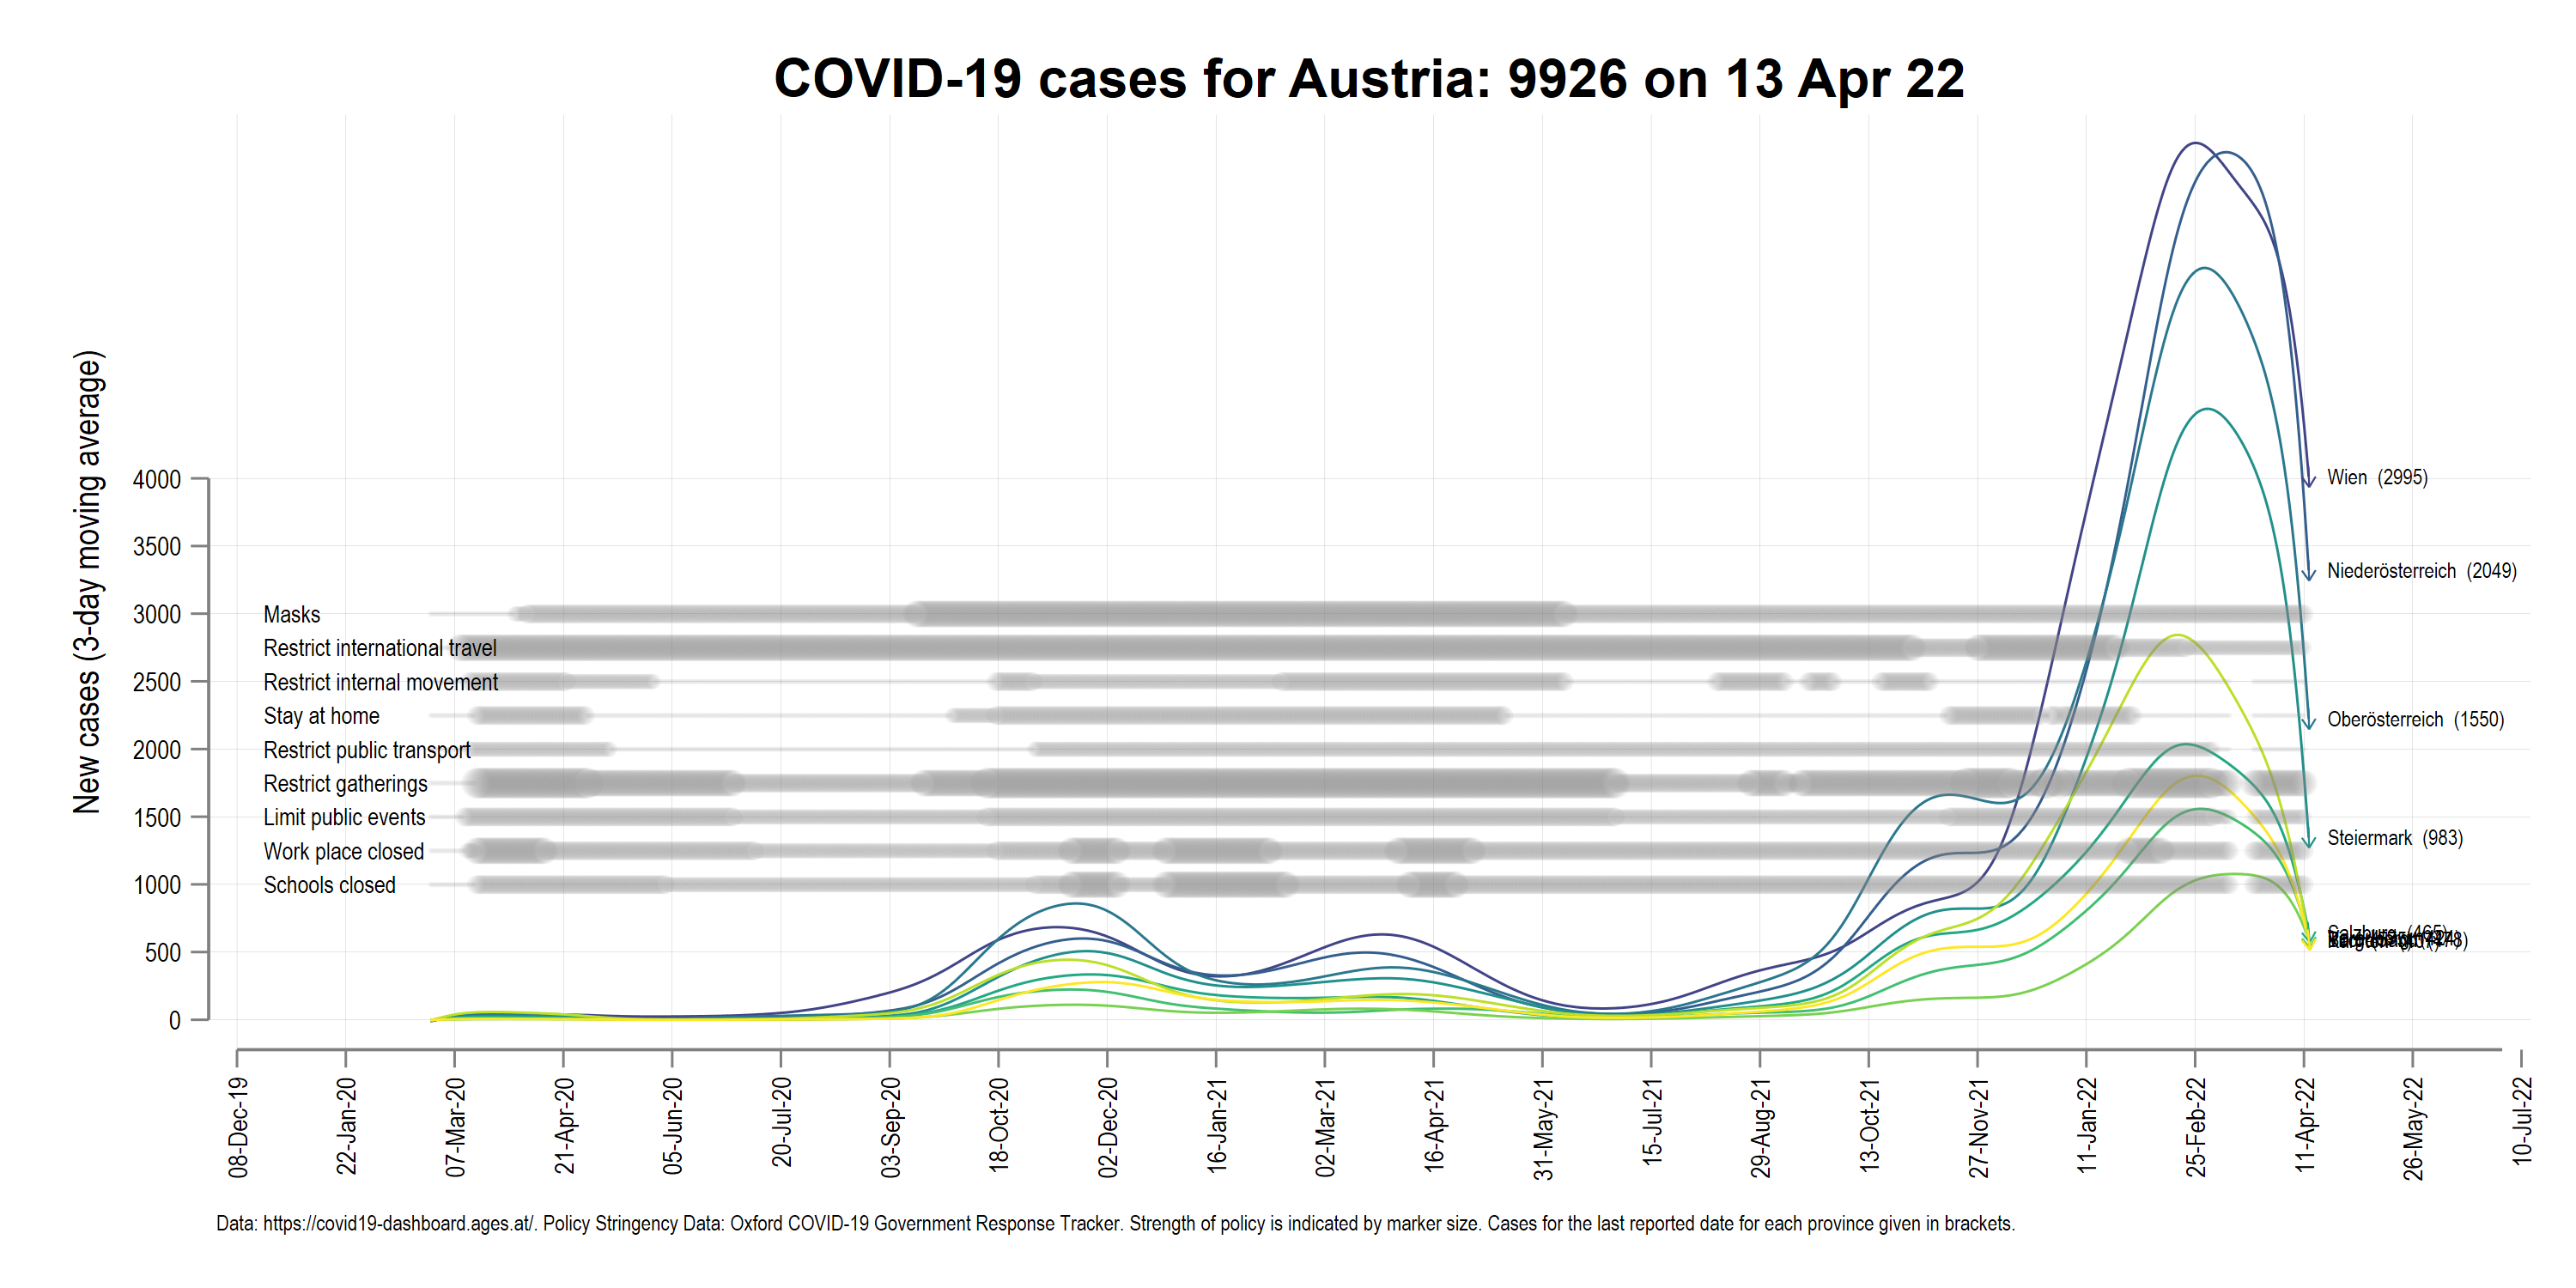 COVID-19 cases for Austria: 9926 on 13 Apr 22
New cases (3-day moving average)
4000
3500
3000
2500
2000
1500
1000
500
0
Masks
Restrict international travel
Restrict internal movement
Stay at home
Restrict public transport
Restrict gatherings
Limit public events
Work place closed
Schools closed
Wien (2995)
Niederösterreich (2049)
Oberösterreich (1550)
Steiermark (983)
Salzburg (465)
08-Dec-19
22-Jan-20
07-Mar-20
21-Apr-20
05-Jun-20
20-Jul-20
03-Sep-20
18-Oct-20
02-Dec-20
16-Jan-21
02-Mar-21
16-Apr-21
31-May-21
15-Jul-21
29-Aug-21
13-Oct-21
27-Nov-21
11-Jan-22
25-Feb-22
11-Apr-22
26-May-22
10-Jul-22
Data: https://covid19-dashboard.ages.at/. Policy Stringency Data: Oxford COVID-19 Government Response Tracker. Strength of policy is indicated by marker size. Cases for the last reported date for each province given in brackets.